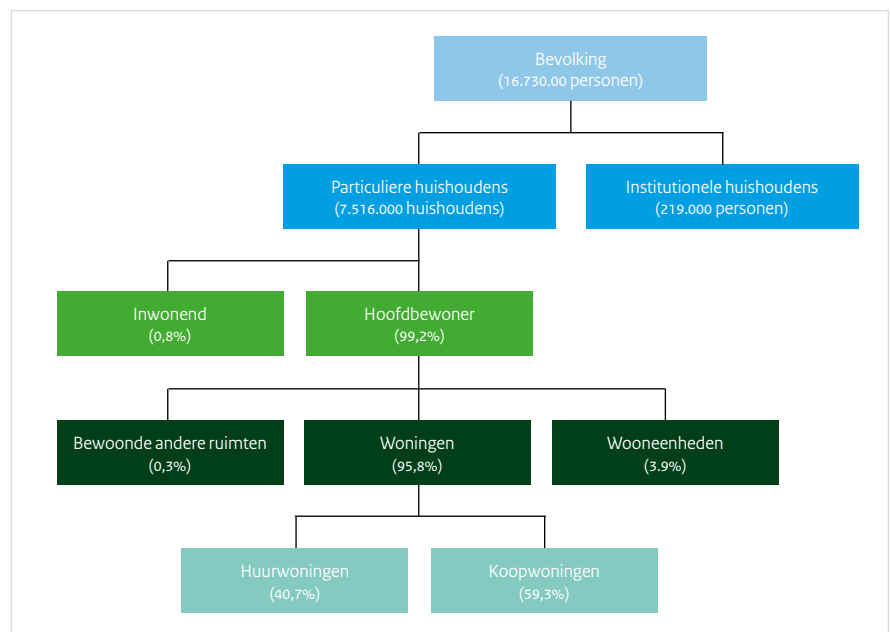 Bevolking
(16.730.00 personen)
Particuliere huishoudens
(7.516.000 huishoudens)
Institutionele huishoudens
(219.000 personen)
Inwonend
(0,8%)
Hoofdbewoner
(99,2%)
Bewoonde andere ruimten
(0,3%)
Woningen
(95,8%)
Wooneenheden
(3.9%)
Huurwoningen
(40,7%)
Koopwoningen
(59,3%)